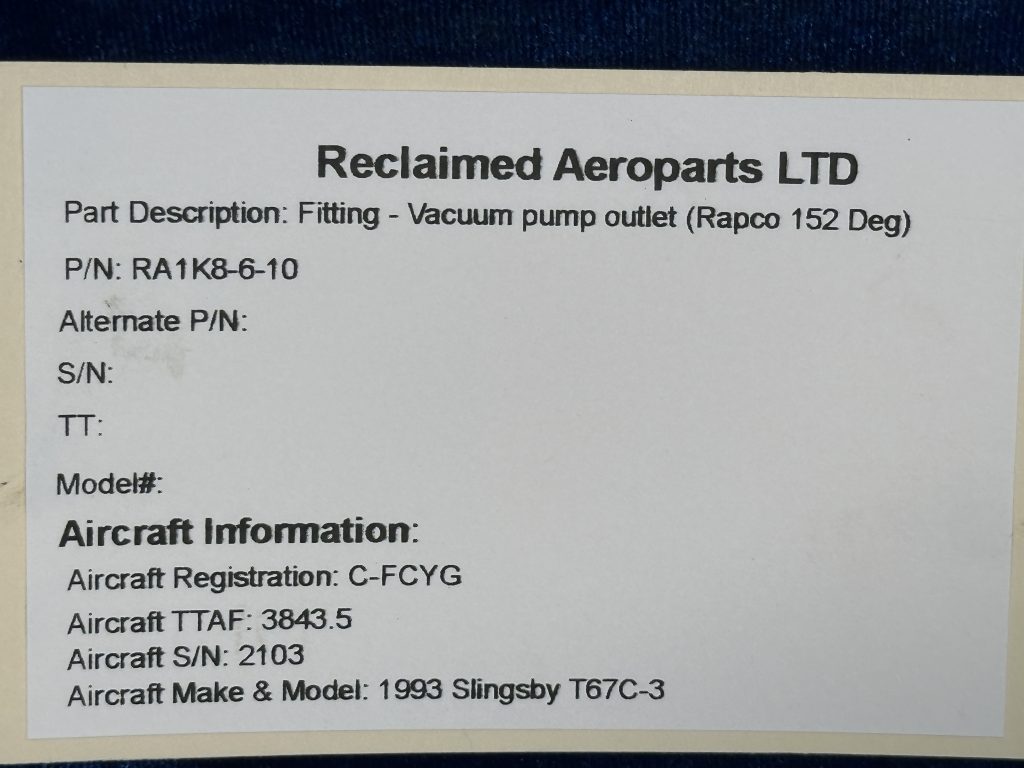 Reclaimed Aeroparts LTD
Part Description: Fitting - Vacuum pump outlet (Rapco 152 Deg)
P/N: RA1K8-6-10
Alternate P/N:
S/N:
TT:
Model#:
Aircraft Information:
Aircraft Registration: C-FCYG
Aircraft TTAF: 3843.5
Aircraft S/N: 2103
Aircraft Make & Model: 1993 Slingsby T67C-3